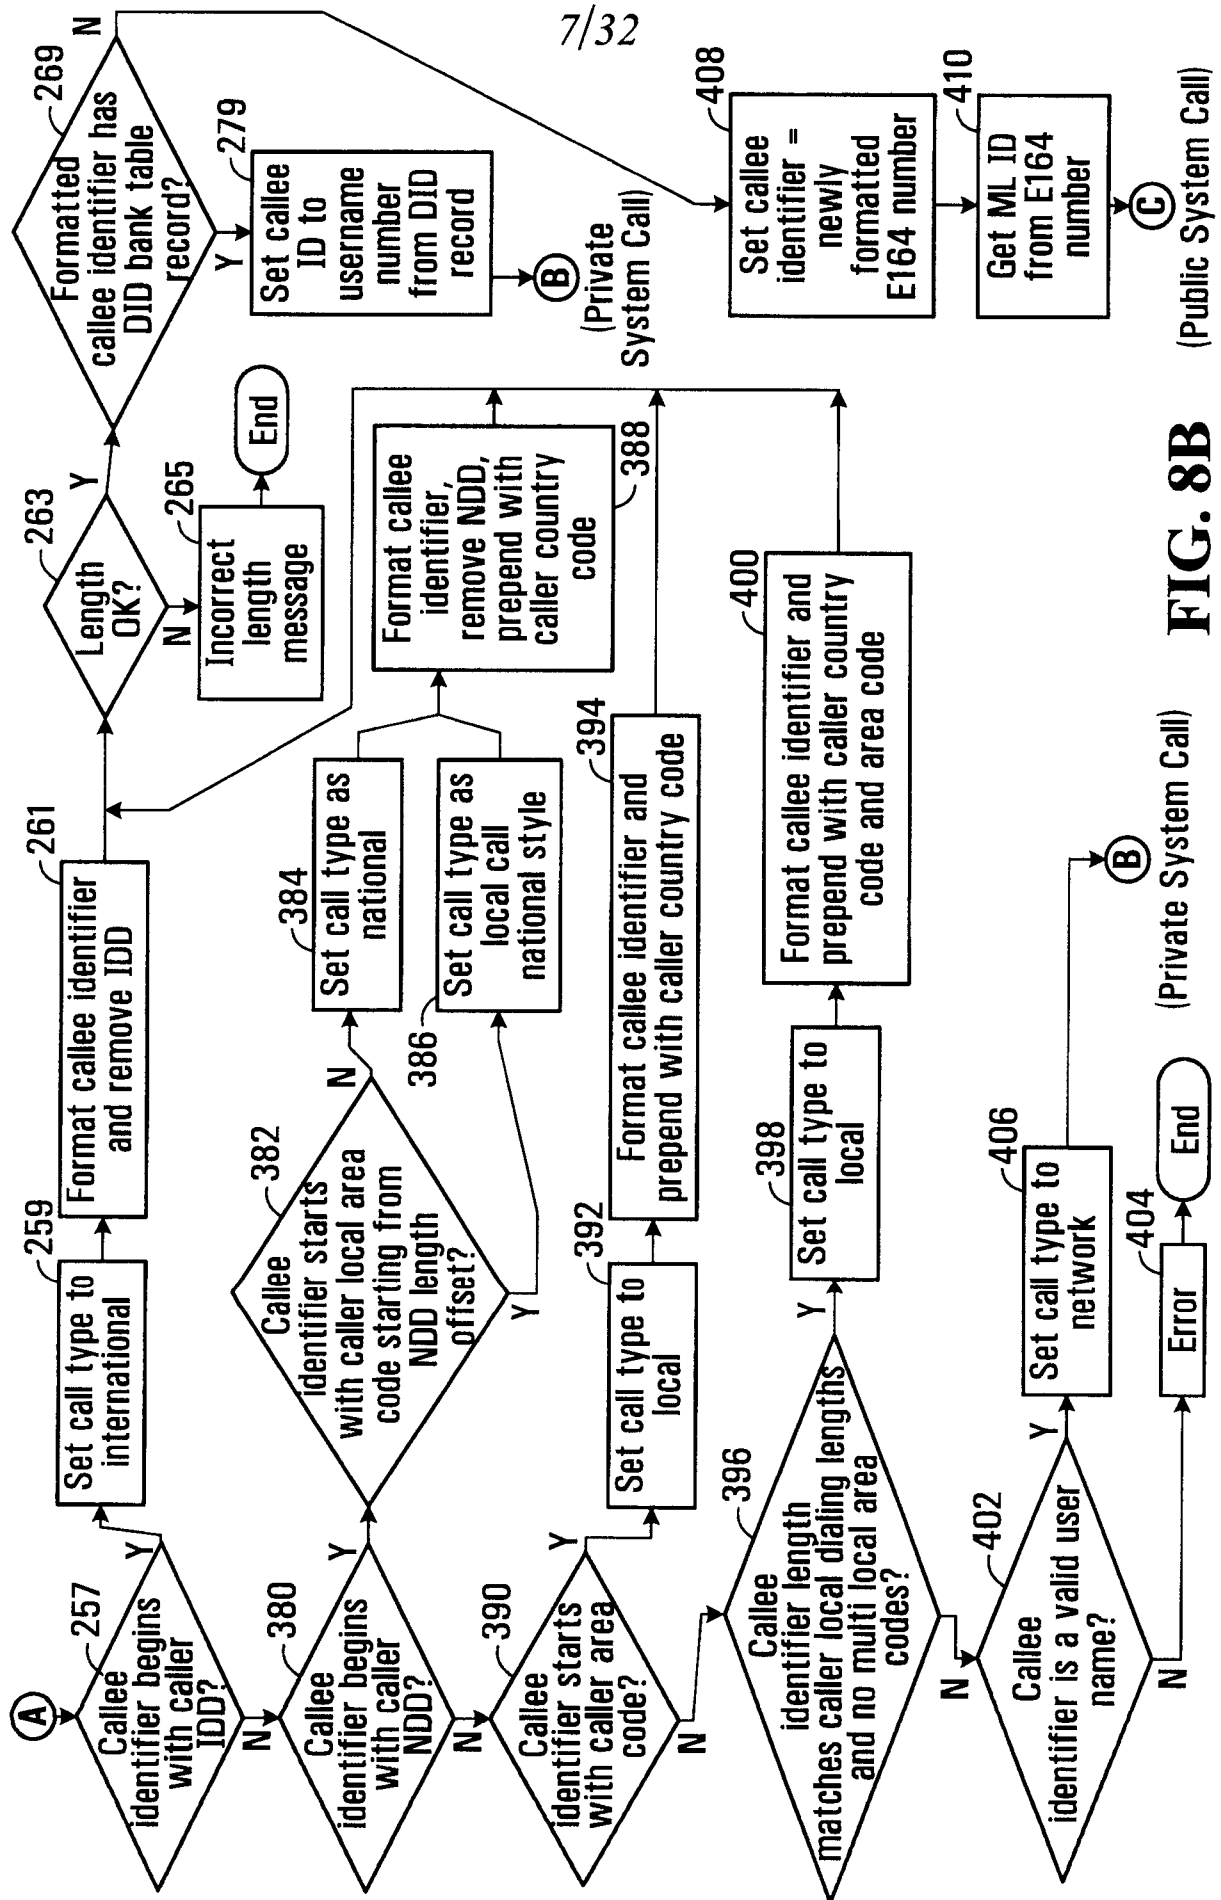 7/32
A
257
Callee
identifier begins
with caller
IDD?
Y
N
259
Set call type to
international
261
Format callee identifier
and remove IDD
263
Length
OK?
Y
N
265
Incorrect
length
message
End
269
Formatted
callee identifier has
DID bank table
record?
N
Y
279
Set callee
ID to
username
number
from DID
record
B
(Private
System Call)
380
Callee
identifier begins
with caller
NDD?
Y
N
382
Callee
identifier starts
with caller local area
code starting from
NDD length
offset?
N
Y
384
Set call type as
national
386
Set call type as
local call
national style
388
Format callee
identifier,
remove NDD,
prepend with
caller country
code
390
Callee
identifier starts
with caller area
code?
Y
N
392
Set call type to
local
394
Format callee identifier and
prepend with caller country code
396
Callee
identifier length
matches caller local dialing lengths
and no multi local area
codes?
Y
N
398
Set call type to
local
400
Format callee identifier and
prepend with caller country
code and area code
402
Callee
identifier is a valid user
name?
Y
N
406
Set call type to
network
B
(Private System Call)
404
Error
End
408
Set callee
identifier =
newly
formatted
E164 number
410
Get ML ID
from E164
number
C
(Public System Call)
FIG. 8B